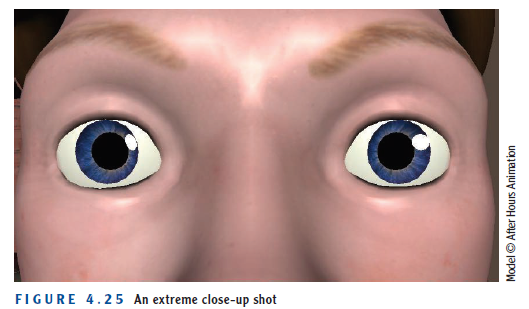 Model © After Hours Animation
FIGURE 4.25 An extreme close-up shot